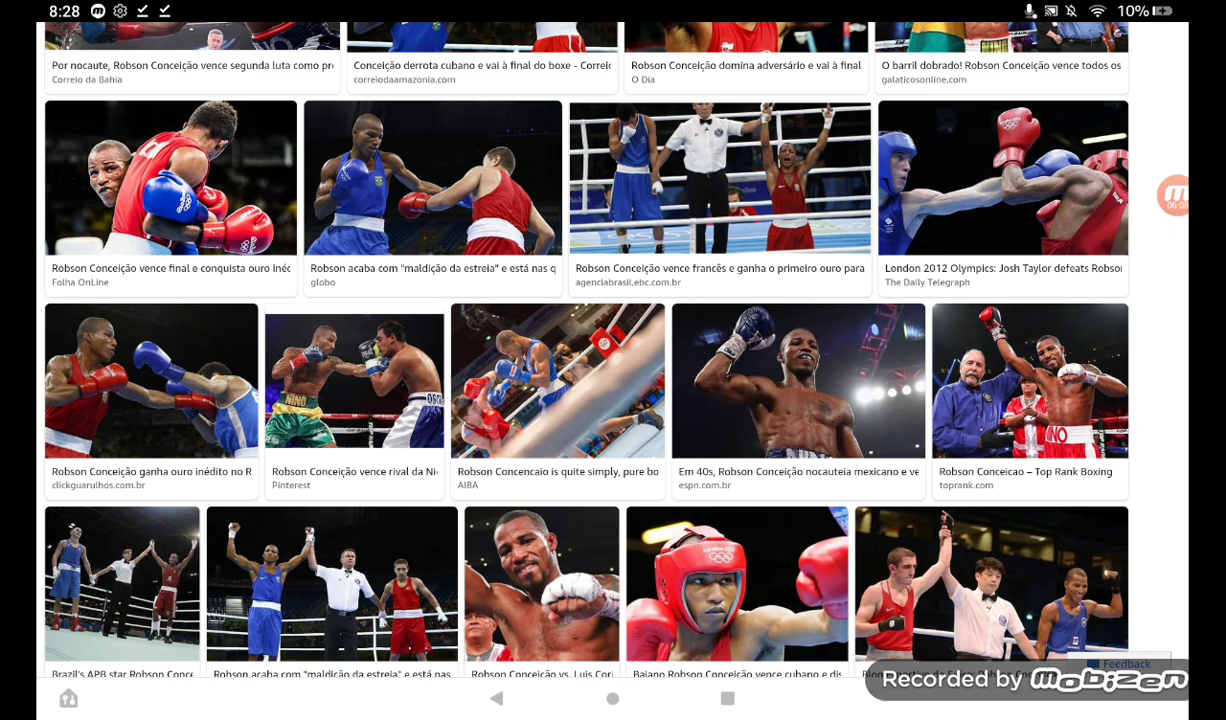 8:28
10%
Por nocaute, Robson Conceição vence segunda luta como pr
Conceição derrota cubano e vai à final do boxe - Correio
Robson Conceição domina adversário e vai à final
O barril dobrado! Robson Conceição vence todos os
Correio da Bahia
correiodaamazonia.com
O Dia
galaticosonline.com
06:08
Robson Conceição vence final e conquista ouro inéc
Robson acaba com "maldição da estreia" e está nas q
Robson Conceição vence francês e ganha o primeiro ouro para
London 2012 Olympics: Josh Taylor defeats Robson
Folha OnLine
globo
agenciabrasil.ebc.com.br
The Daily Telegraph
NINO
Robson Conceição ganha ouro inédito no R
Robson Conceição vence rival da Ni
Robson Concencaio is quite simply, pure bo
Em 40s, Robson Conceição nocauteia mexicano e ve
Robson Conceicao – Top Rank Boxing
clickguarulhos.com.br
Pinterest
AIBA
espn.com.br
toprank.com
Brazil's APB star Robson Conce
Robson acaba com "maldição da estreia" e está nas
Robson Conceição vs. Luis Cori
Baiano Robson Conceição vence cubano e dis
Feedback
Recorded by mobizen